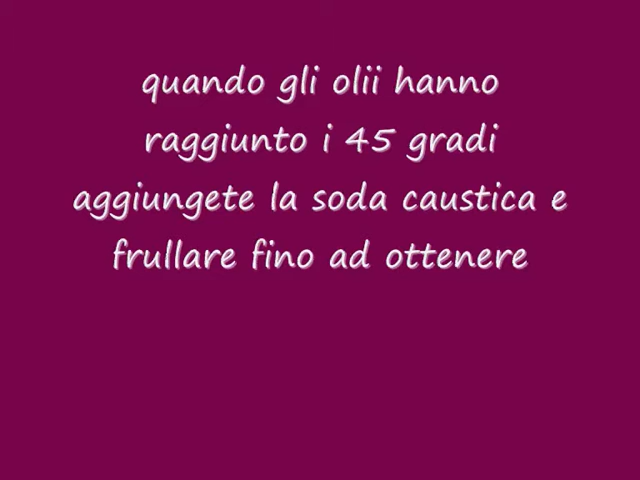 quando gli olii hanno
raggiunto i 45 gradi
aggiungete la soda caustica e
frullare fino ad ottenere